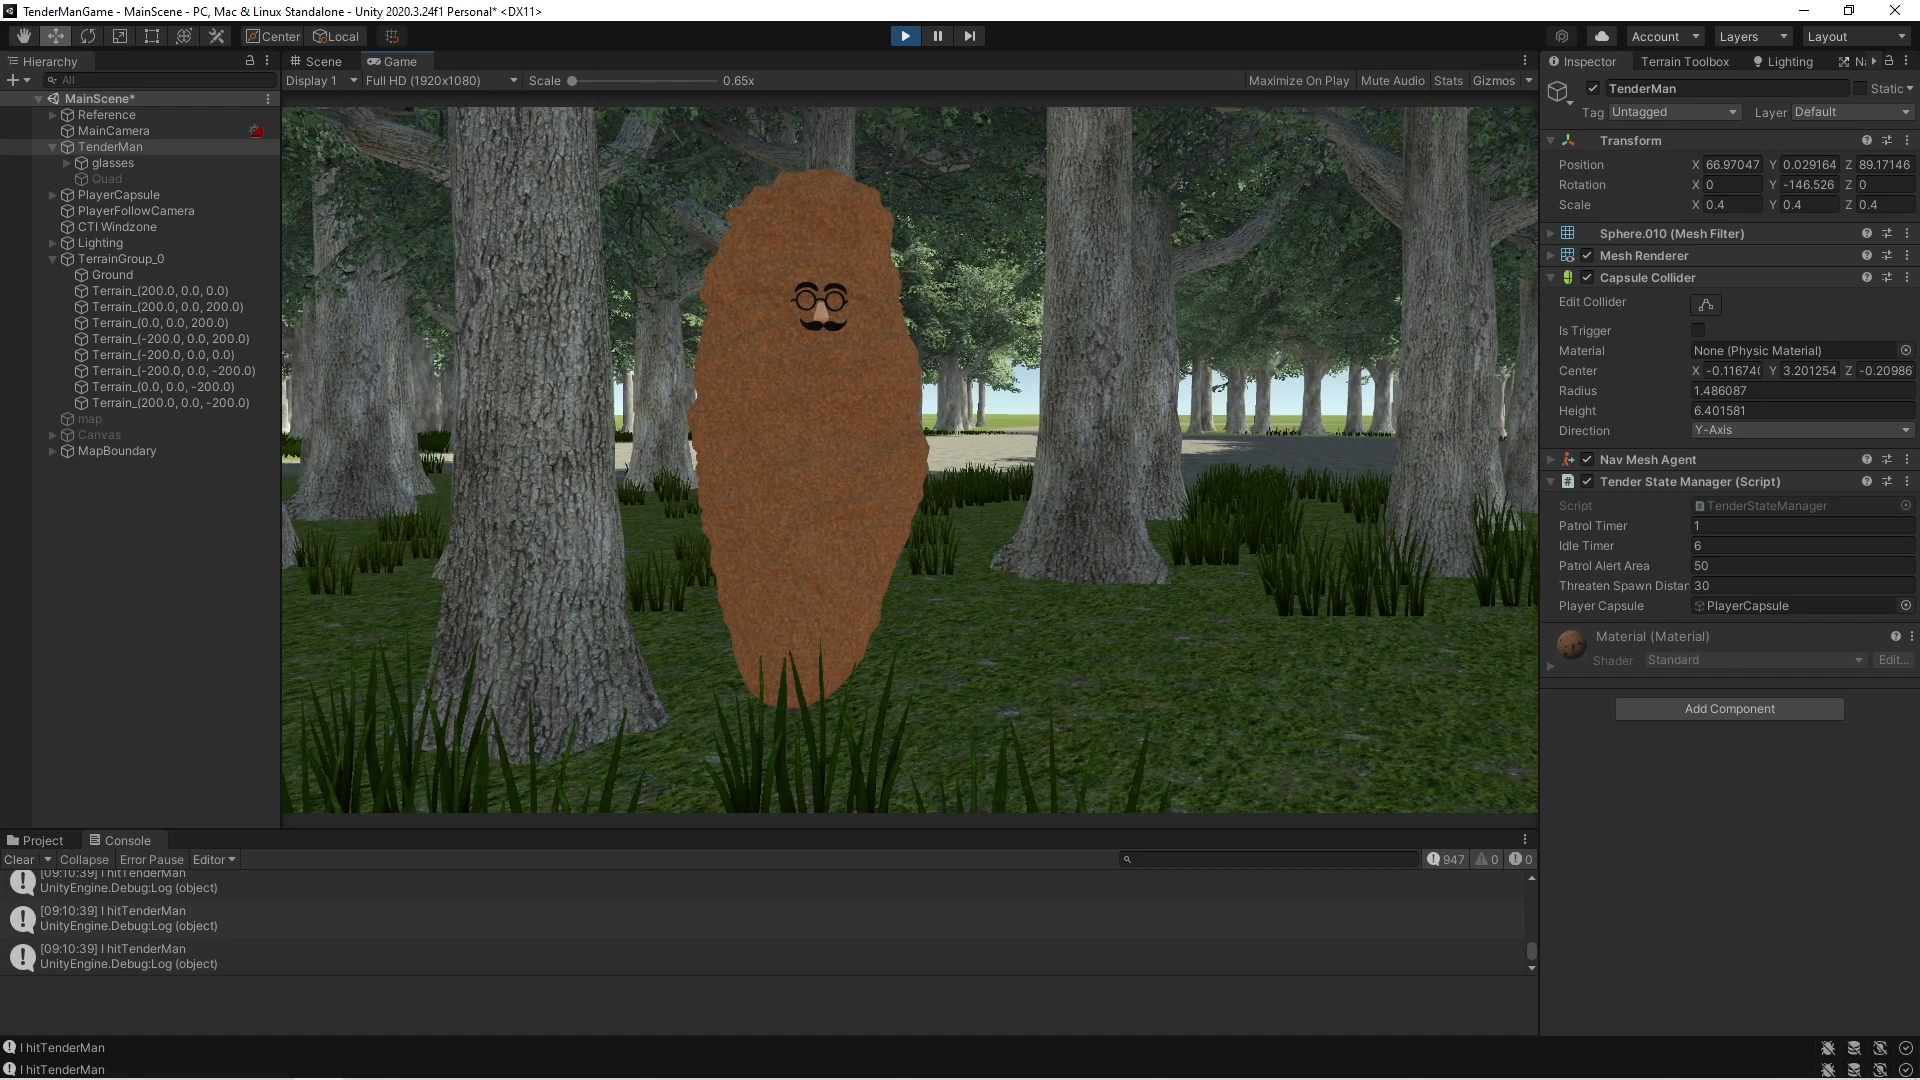 TenderManGame - MainScene - PC, Mac & Linux Standalone - Unity 2020.3.24f1 Personal* <DX11>
Center Local Account Layers Layout
Hierarchy
All
MainScene*
Reference
MainCamera
TenderMan
glasses
Quad
PlayerCapsule
PlayerFollowCamera
CTI Windzone
Lighting
TerrainGroup_0
Ground
Terrain_(200.0, 0.0, 0.0)
Terrain_(200.0, 0.0, 200.0)
Terrain_(0.0, 0.0, 200.0)
Terrain_(-200.0, 0.0, 200.0)
Terrain_(-200.0, 0.0, 0.0)
Terrain_(-200.0, 0.0, -200.0)
Terrain_(0.0, 0.0, -200.0)
Terrain_(200.0, 0.0, -200.0)
map
Canvas
MapBoundary
Scene Game
Display 1 Full HD (1920x1080) Scale 0.65x Maximize On Play Mute Audio Stats Gizmos
Inspector Terrain Toolbox Lighting
TenderMan Static
Tag Untagged Layer Default
Transform
Position X 66.97047 Y 0.029164 Z 89.17146
Rotation X 0 Y -146.526 Z 0
Scale X 0.4 Y 0.4 Z 0.4
Sphere.010 (Mesh Filter)
Mesh Renderer
Capsule Collider
Edit Collider
Is Trigger
Material None (Physic Material)
Center X -0.11674( Y 3.201254 Z -0.20986
Radius 1.486087
Height 6.401581
Direction Y-Axis
Nav Mesh Agent
# Tender State Manager (Script)
Script TenderStateManager
Patrol Timer 1
Idle Timer 6
Patrol Alert Area 50
Threaten Spawn Distar 30
Player Capsule PlayerCapsule
Material (Material)
Shader Standard Edit...
Add Component
Project Console
Clear Collapse Error Pause Editor 947 0 0
[09:10:39] I hitTenderMan
UnityEngine.Debug:Log (object)
[09:10:39] I hitTenderMan
UnityEngine.Debug:Log (object)
[09:10:39] I hitTenderMan
UnityEngine.Debug:Log (object)
I hitTenderMan
I hitTenderMan